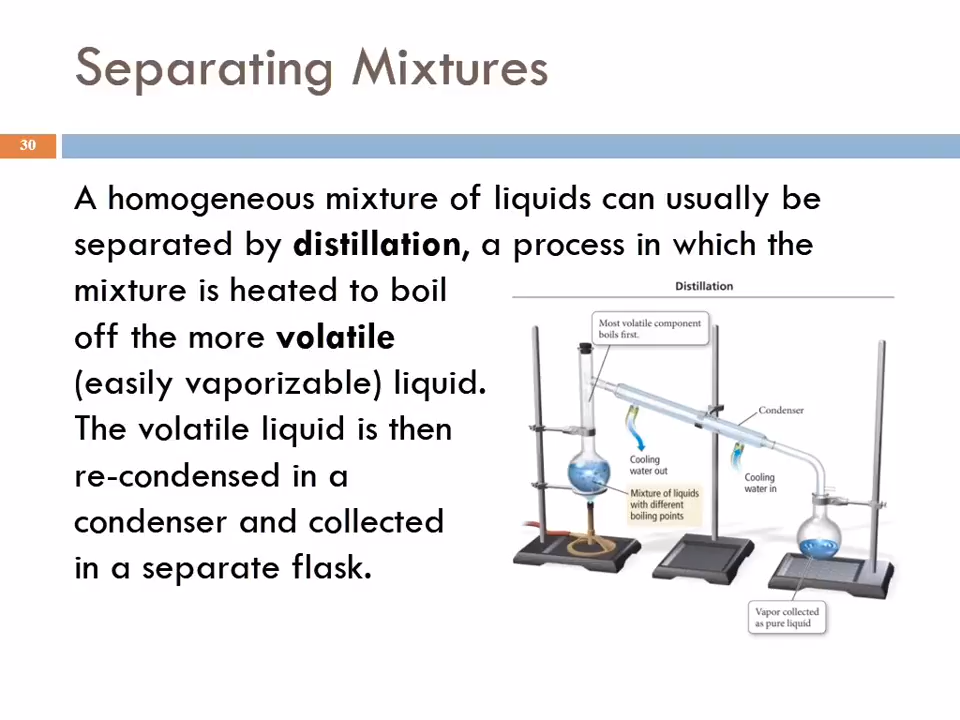 Separating Mixtures
30
A homogeneous mixture of liquids can usually be
separated by distillation, a process in which the
mixture is heated to boil
off the more volatile
(easily vaporizable) liquid.
The volatile liquid is then
re-condensed in a
condenser and collected
in a separate flask.
Distillation
Most volatile component
boils first.
Condenser
Cooling
water out
Cooling
water in
Mixture of liquids
with different
boiling points
Vapor collected
as pure liquid